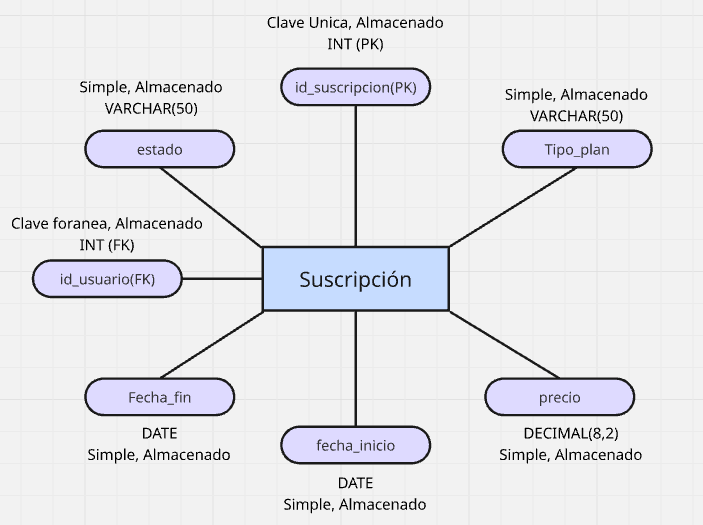 Clave Unica, Almacenado
INT (PK)
id_suscripcion(PK)
Simple, Almacenado
VARCHAR(50)
estado
Simple, Almacenado
VARCHAR(50)
Tipo_plan
Clave foranea, Almacenado
INT (FK)
id_usuario(FK)
Suscripción
Fecha_fin
DATE
Simple, Almacenado
fecha_inicio
DATE
Simple, Almacenado
precio
DECIMAL(8,2)
Simple, Almacenado